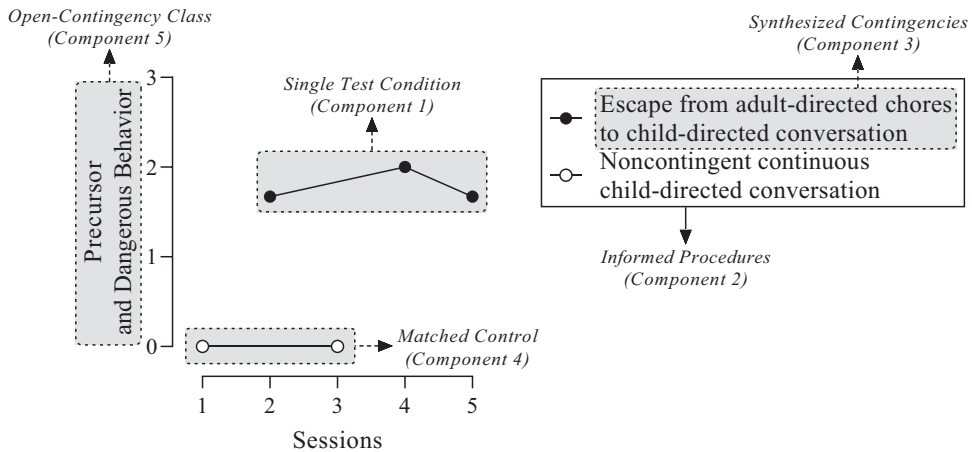 Open-Contingency Class
(Component 5)
Synthesized Contingencies
(Component 3)
Single Test Condition
(Component 1)
Precursor
and Dangerous Behavior
3
2
1
0
Escape from adult-directed chores
to child-directed conversation
Noncontingent continuous
child-directed conversation
Informed Procedures
(Component 2)
Matched Control
(Component 4)
1 2 3 4 5
Sessions